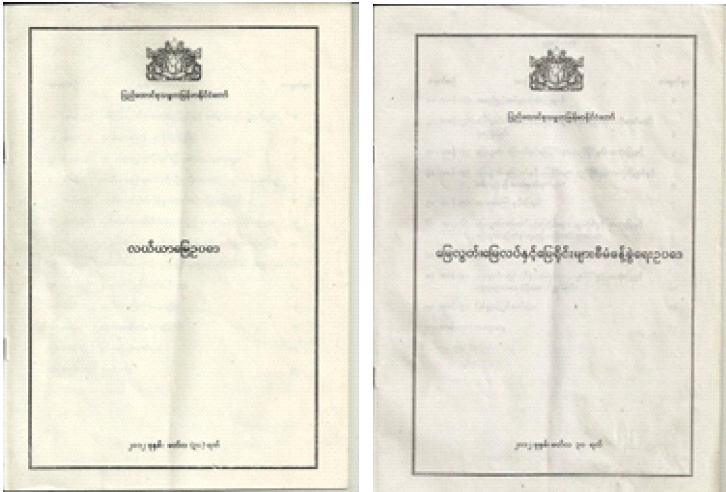 ပြည်ထောင်စုသမ္မတမြန်မာနိုင်ငံတော်
လယ်ယာမြေဥပဒေ
၂၀၁၂ ခုနှစ်၊ မတ်လ (၃၀) ရက်
ပြည်ထောင်စုသမ္မတမြန်မာနိုင်ငံတော်
မြေလွတ်၊မြေလပ်နှင့်မြေရိုင်းများစီမံခန့်ခွဲရေးဥပဒေ
၂၀၁၂ ခုနှစ်၊ မတ်လ ၃၀ ရက်